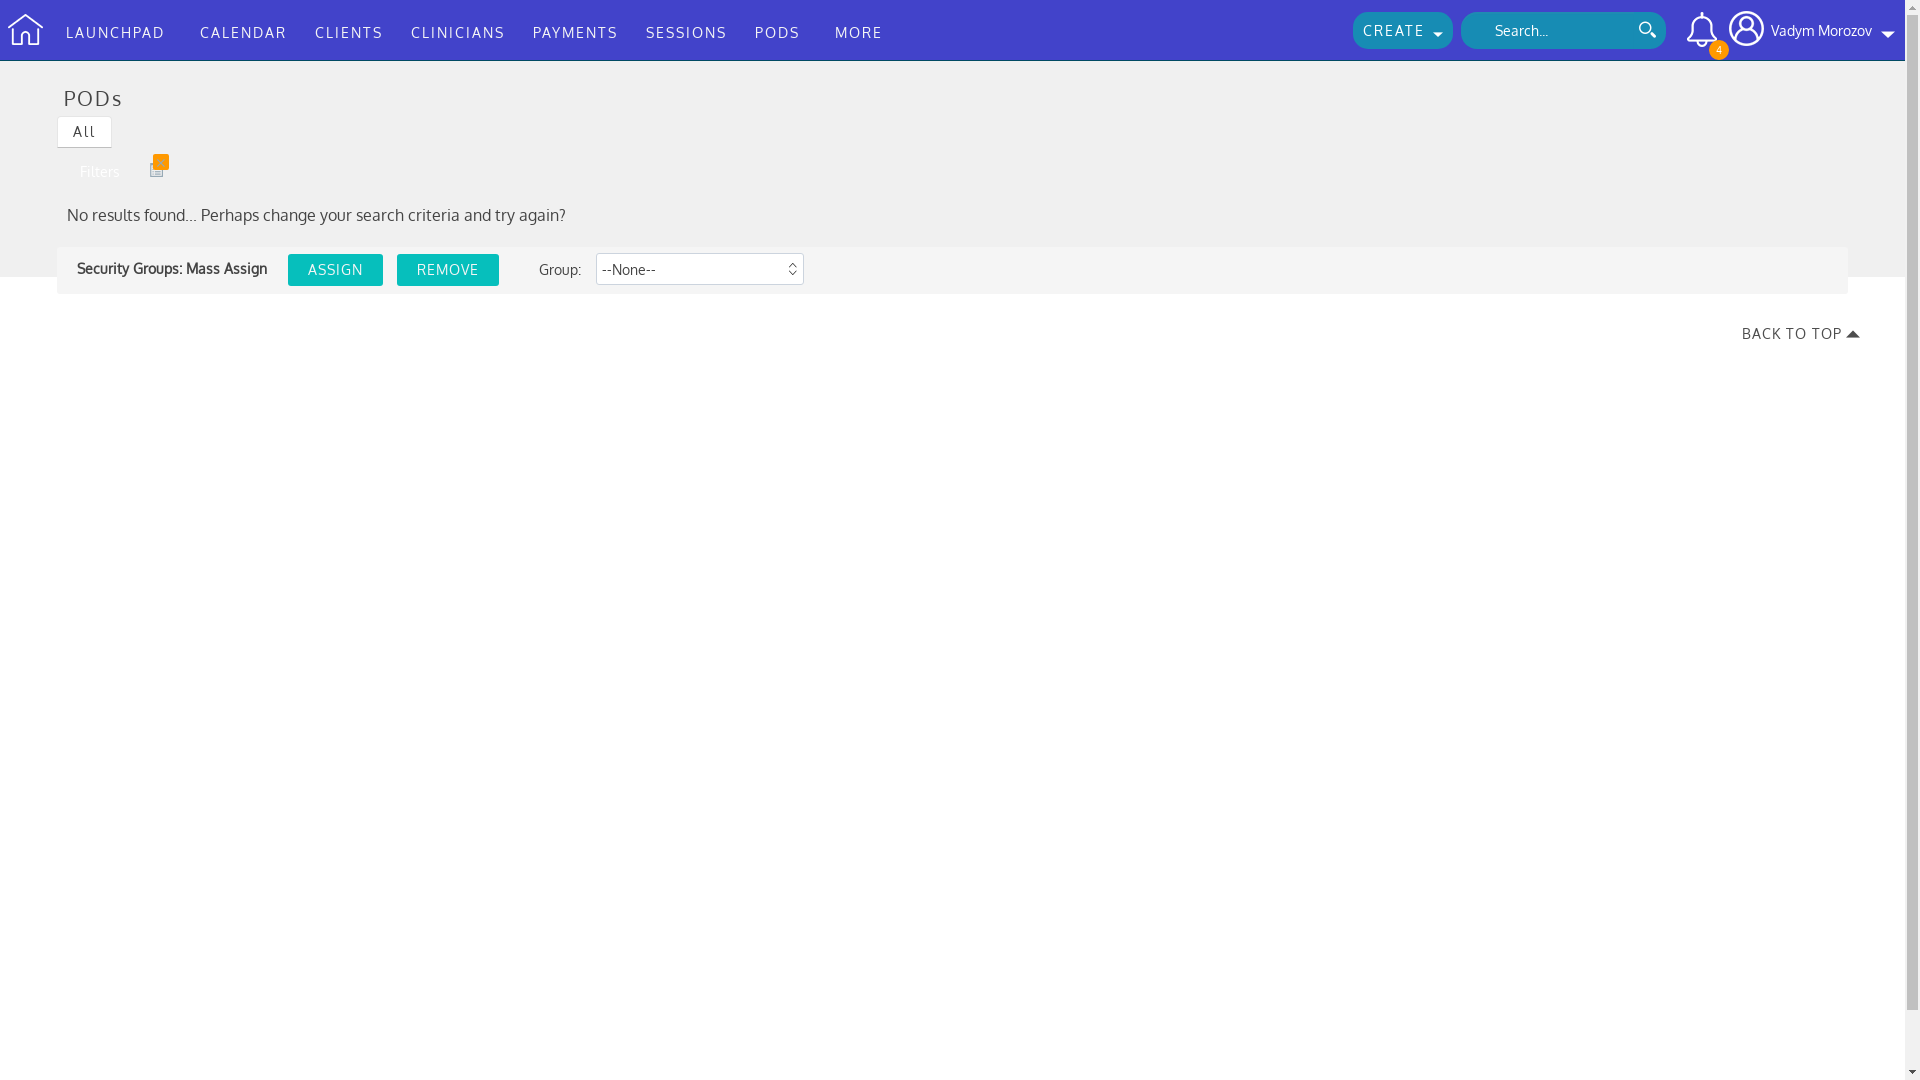 LAUNCHPAD CALENDAR CLIENTS CLINICIANS PAYMENTS SESSIONS PODS MORE CREATE Search... 4 Vadym Morozov
PODs
All
Filters
No results found... Perhaps change your search criteria and try again?
Security Groups: Mass Assign ASSIGN REMOVE Group: --None--
BACK TO TOP